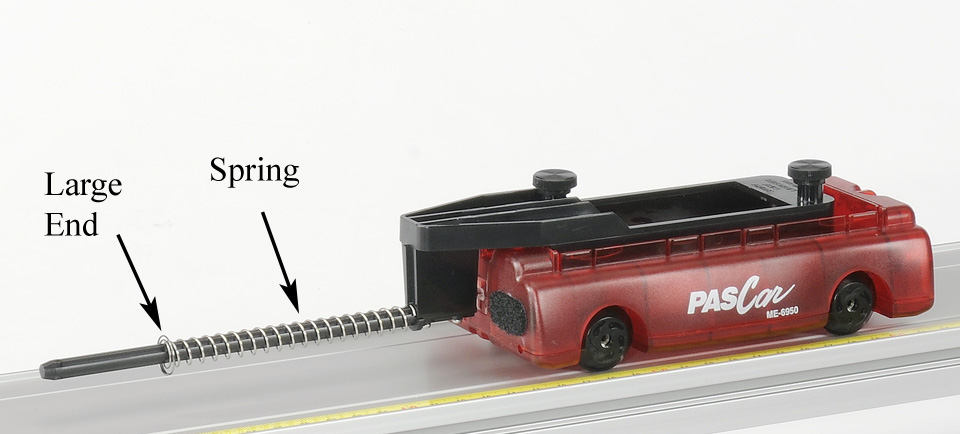 Large
End
Spring
PASCar
ME-6950